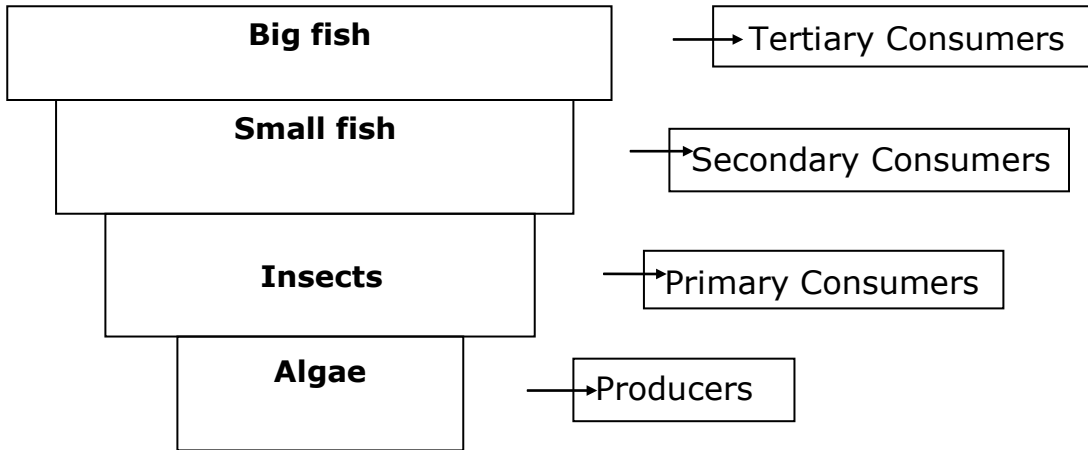 Big fish
Tertiary Consumers
Small fish
Secondary Consumers
Insects
Primary Consumers
Algae
Producers